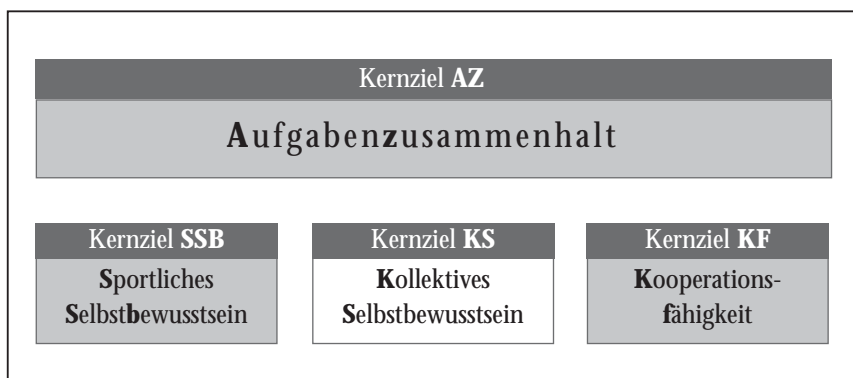 Kernziel AZ
Aufgabenzusammenhalt
Kernziel SSB
Sportliches
Selbstbewusstsein
Kernziel KS
Kollektives
Selbstbewusstsein
Kernziel KF
Kooperations-
fähigkeit